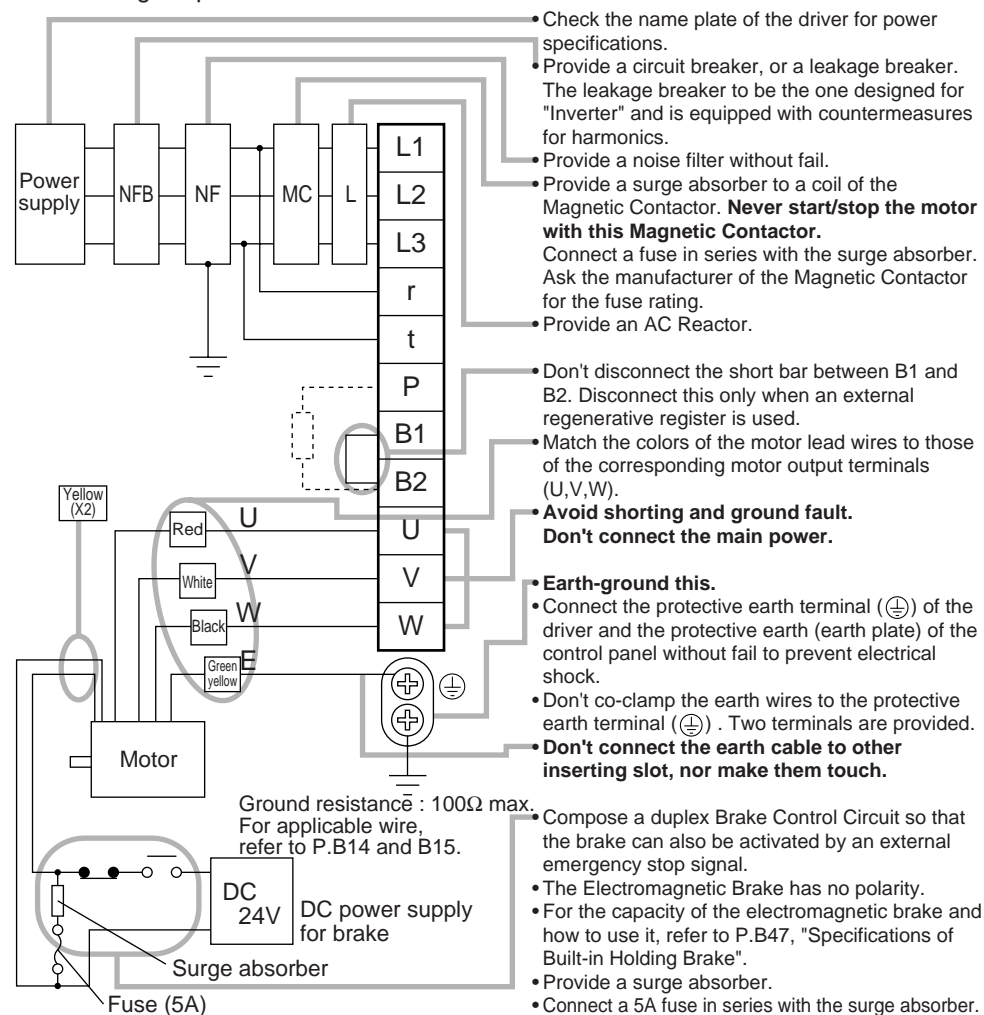 • Check the name plate of the driver for power
specifications.
• Provide a circuit breaker, or a leakage breaker.
The leakage breaker to be the one designed for
"Inverter" and is equipped with countermeasures
for harmonics.
• Provide a noise filter without fail.
• Provide a surge absorber to a coil of the
Magnetic Contactor. Never start/stop the motor
with this Magnetic Contactor.
Connect a fuse in series with the surge absorber.
Ask the manufacturer of the Magnetic Contactor
for the fuse rating.
• Provide an AC Reactor.
• Don't disconnect the short bar between B1 and
B2. Disconnect this only when an external
regenerative register is used.
• Match the colors of the motor lead wires to those
of the corresponding motor output terminals
(U,V,W).
• Avoid shorting and ground fault.
Don't connect the main power.
• Earth-ground this.
• Connect the protective earth terminal (⏚) of the
driver and the protective earth (earth plate) of the
control panel without fail to prevent electrical
shock.
• Don't co-clamp the earth wires to the protective
earth terminal (⏚) . Two terminals are provided.
• Don't connect the earth cable to other
inserting slot, nor make them touch.
• Compose a duplex Brake Control Circuit so that
the brake can also be activated by an external
emergency stop signal.
• The Electromagnetic Brake has no polarity.
• For the capacity of the electromagnetic brake and
how to use it, refer to P.B47, "Specifications of
Built-in Holding Brake".
• Provide a surge absorber.
• Connect a 5A fuse in series with the surge absorber.
Power
supply
NFB
NF
MC
L
L1
L2
L3
r
t
P
B1
B2
U
V
W
Yellow
(X2)
Red
U
White
V
Black
W
Green
yellow
E
Motor
Ground resistance : 100Ω max.
For applicable wire,
refer to P.B14 and B15.
DC
24V
DC power supply
for brake
Surge absorber
Fuse (5A)